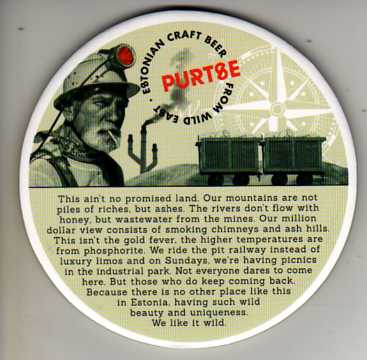 ESTONIAN CRAFT BEER
PURTSE
FROM WILD EAST
This ain't no promised land. Our mountains are not
piles of riches, but ashes. The rivers don't flow with
honey, but wastewater from the mines. Our million
dollar view consists of smoking chimneys and ash hills.
This isn't the gold fever, the higher temperatures are
from phosphorite. We ride the pit railway instead of
luxury limos and on Sundays, we're having picnics
in the industrial park. Not everyone dares to come
here. But those who do keep coming back.
Because there is no other place like this
in Estonia, having such wild
beauty and uniqueness.
We like it wild.